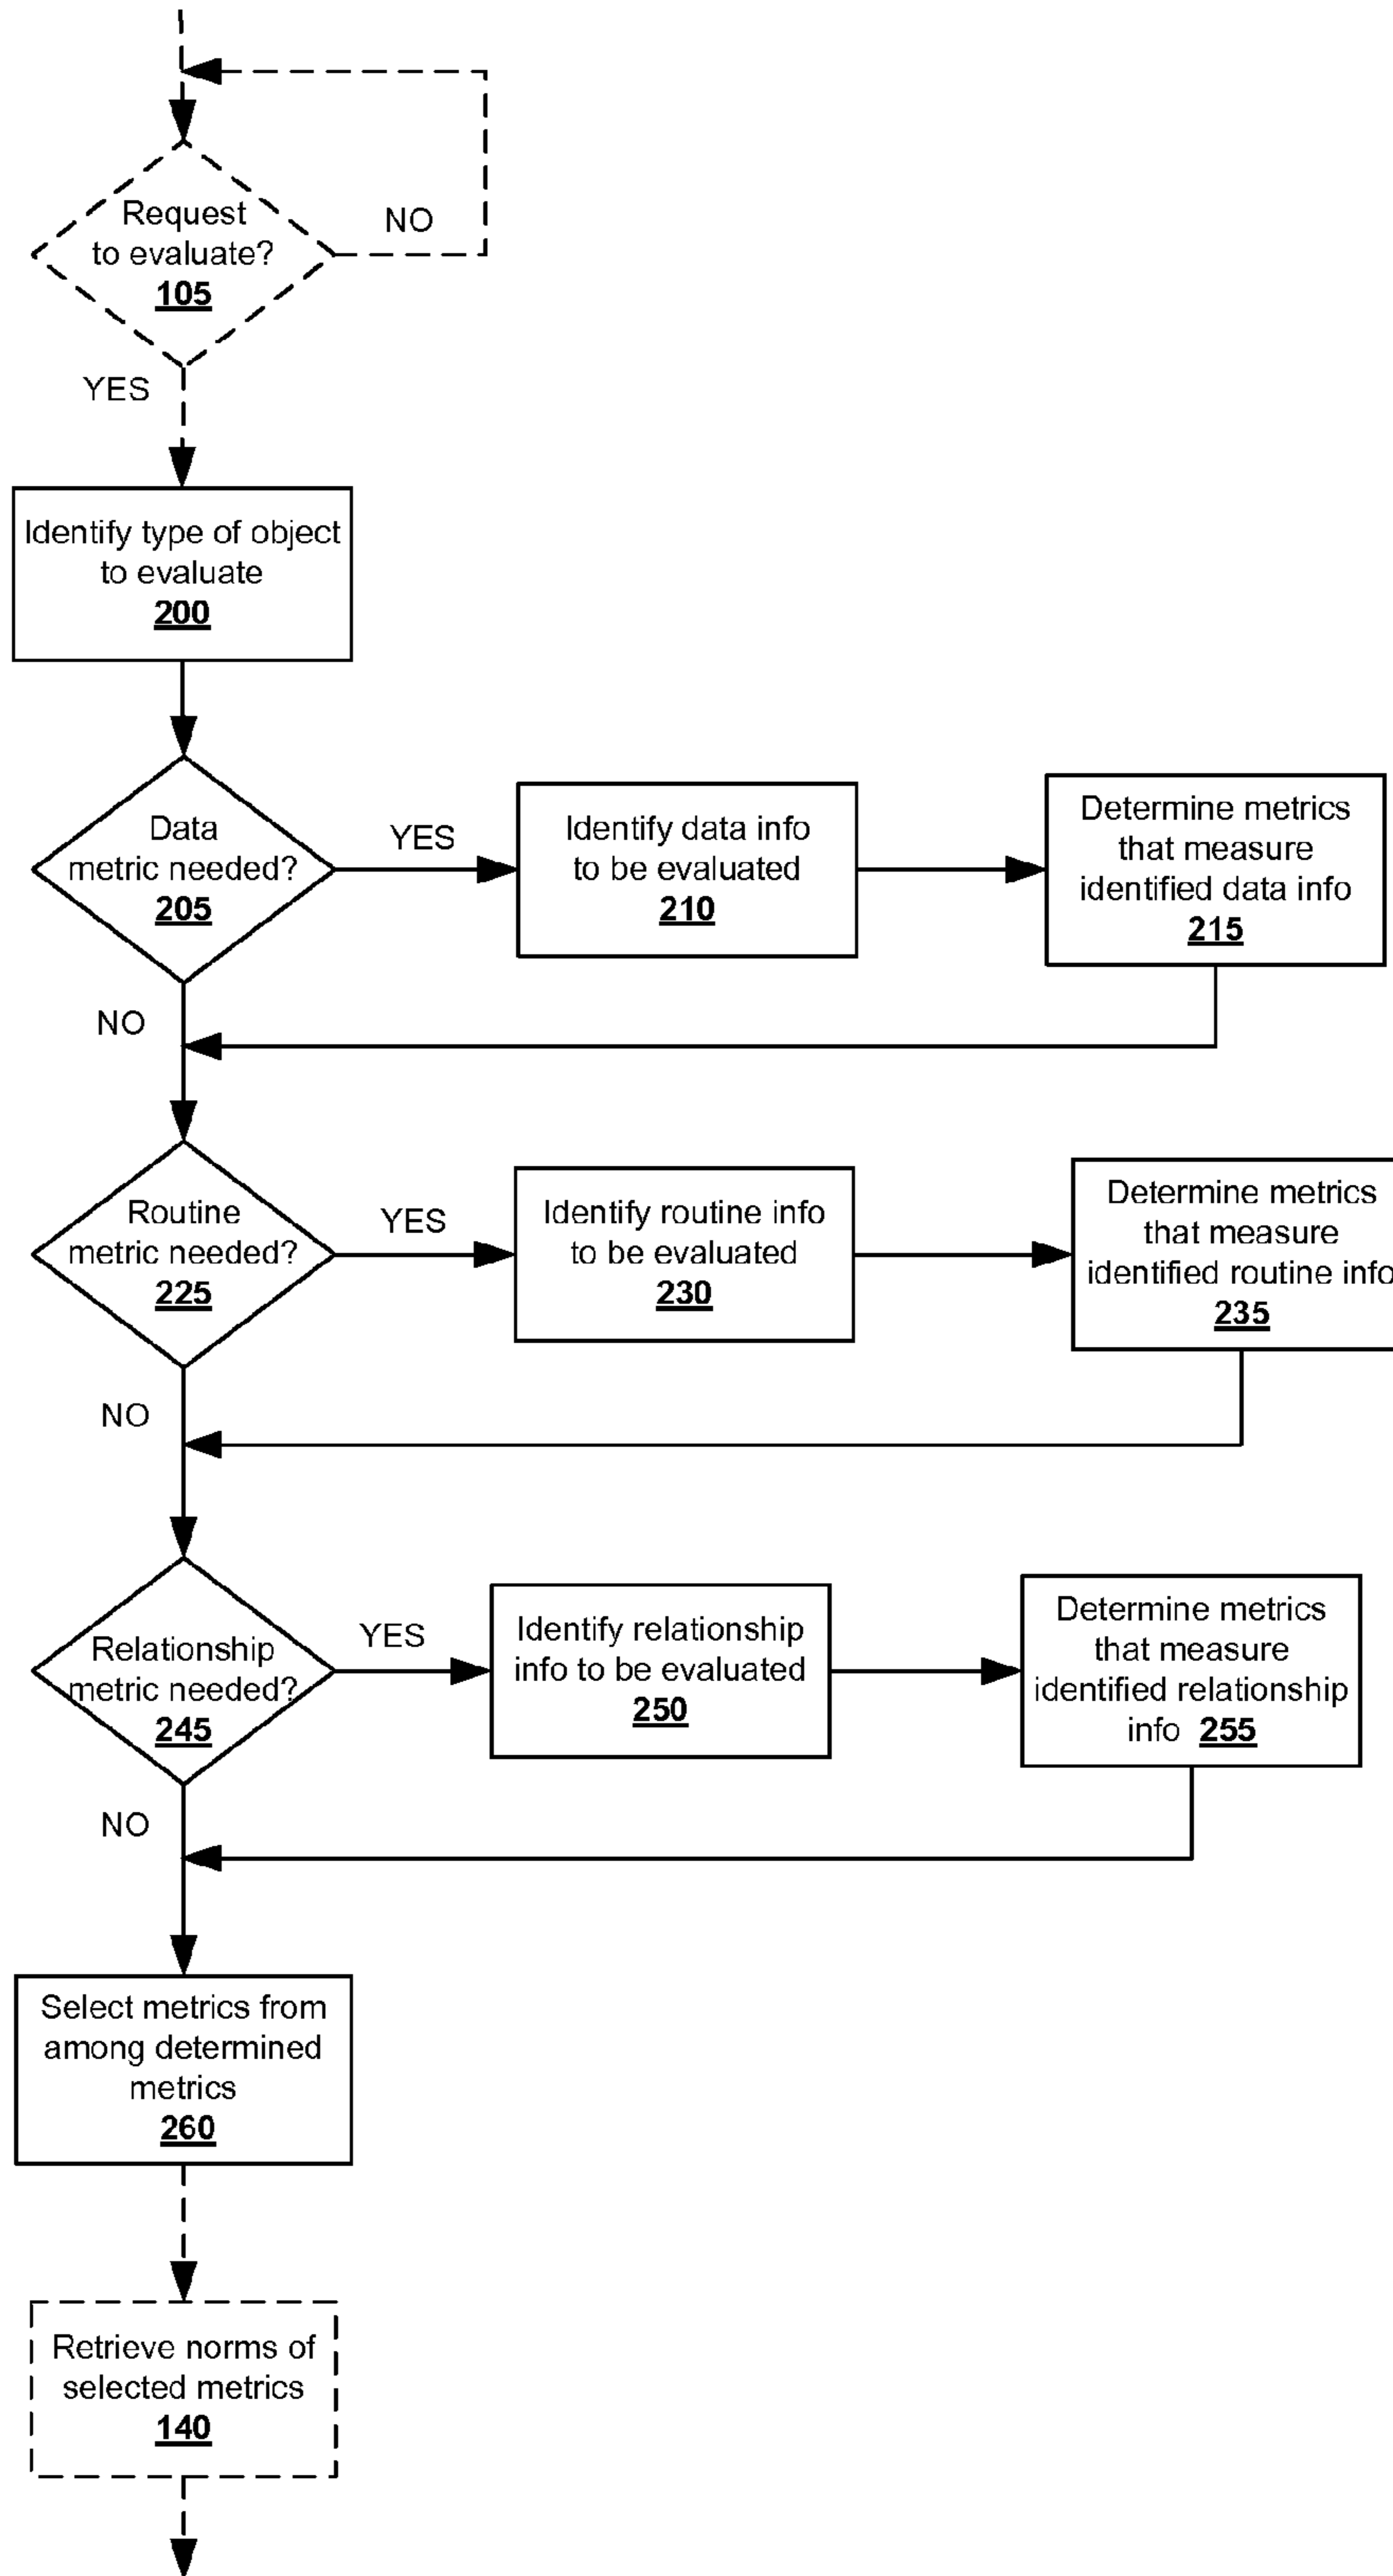 Request
to evaluate?
105
NO
YES
Identify type of object
to evaluate
200
Data
metric needed?
205
YES
Identify data info
to be evaluated
210
Determine metrics
that measure
identified data info
215
NO
Routine
metric needed?
225
YES
Identify routine info
to be evaluated
230
Determine metrics
that measure
identified routine info
235
NO
Relationship
metric needed?
245
YES
Identify relationship
info to be evaluated
250
Determine metrics
that measure
identified relationship
info 255
NO
Select metrics from
among determined
metrics
260
Retrieve norms of
selected metrics
140